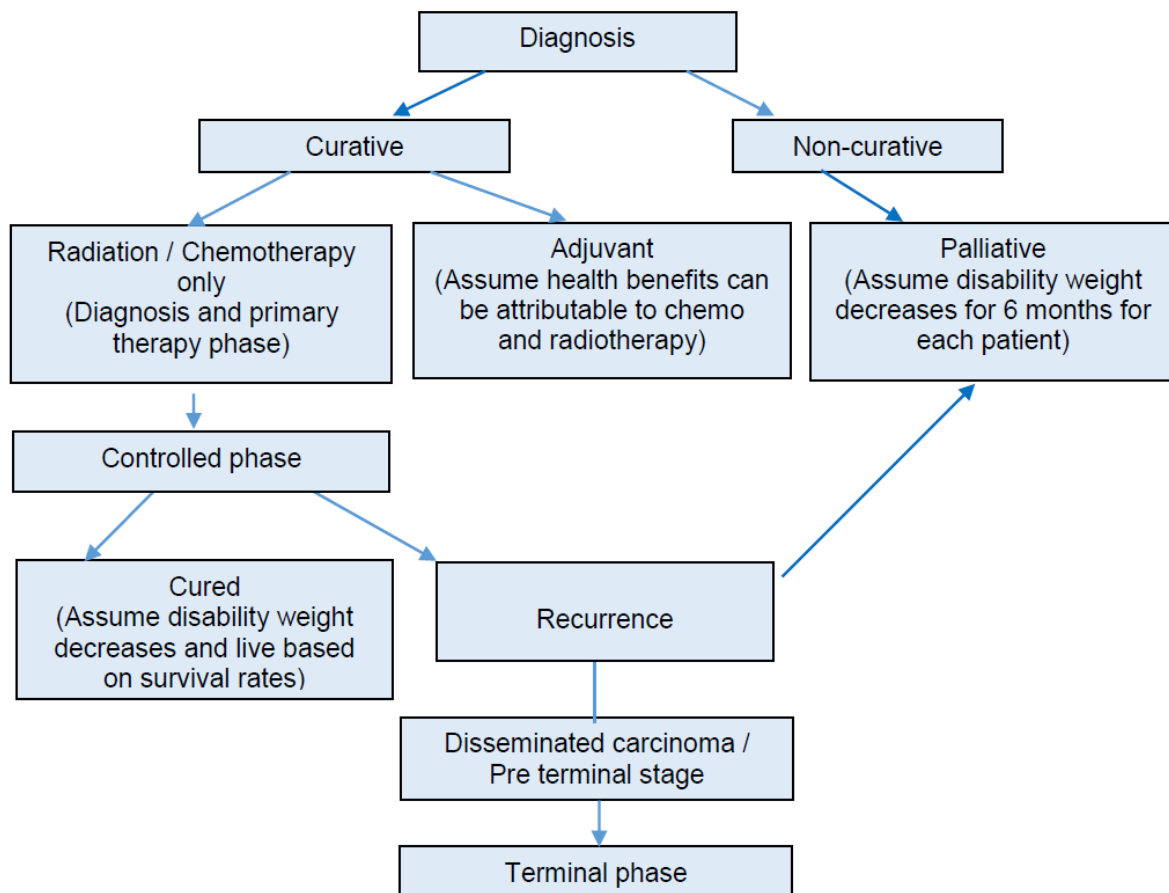 Diagnosis
Curative
Non-curative
Radiation / Chemotherapy
only
(Diagnosis and primary
therapy phase)
Adjuvant
(Assume health benefits can
be attributable to chemo
and radiotherapy)
Palliative
(Assume disability weight
decreases for 6 months for
each patient)
Controlled phase
Cured
(Assume disability weight
decreases and live based
on survival rates)
Recurrence
Disseminated carcinoma /
Pre terminal stage
Terminal phase